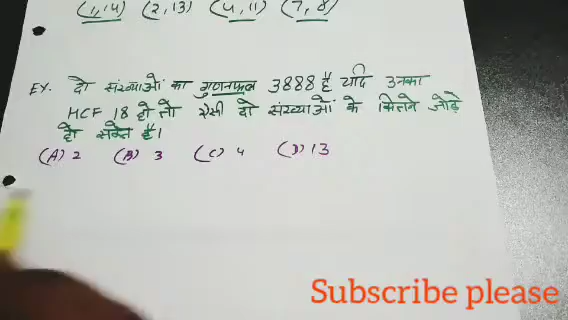 (1,14) (2,13) (4,11) (7,8)
EX. दो संख्याओं का गुणनफल 3888 है यदि उनका
HCF 18 हो तो ऐसी दो संख्याओं के कितने जोड़े
हो सकते है।
(A) 2 (B) 3 (C) 4 (D) 13
Subscribe please